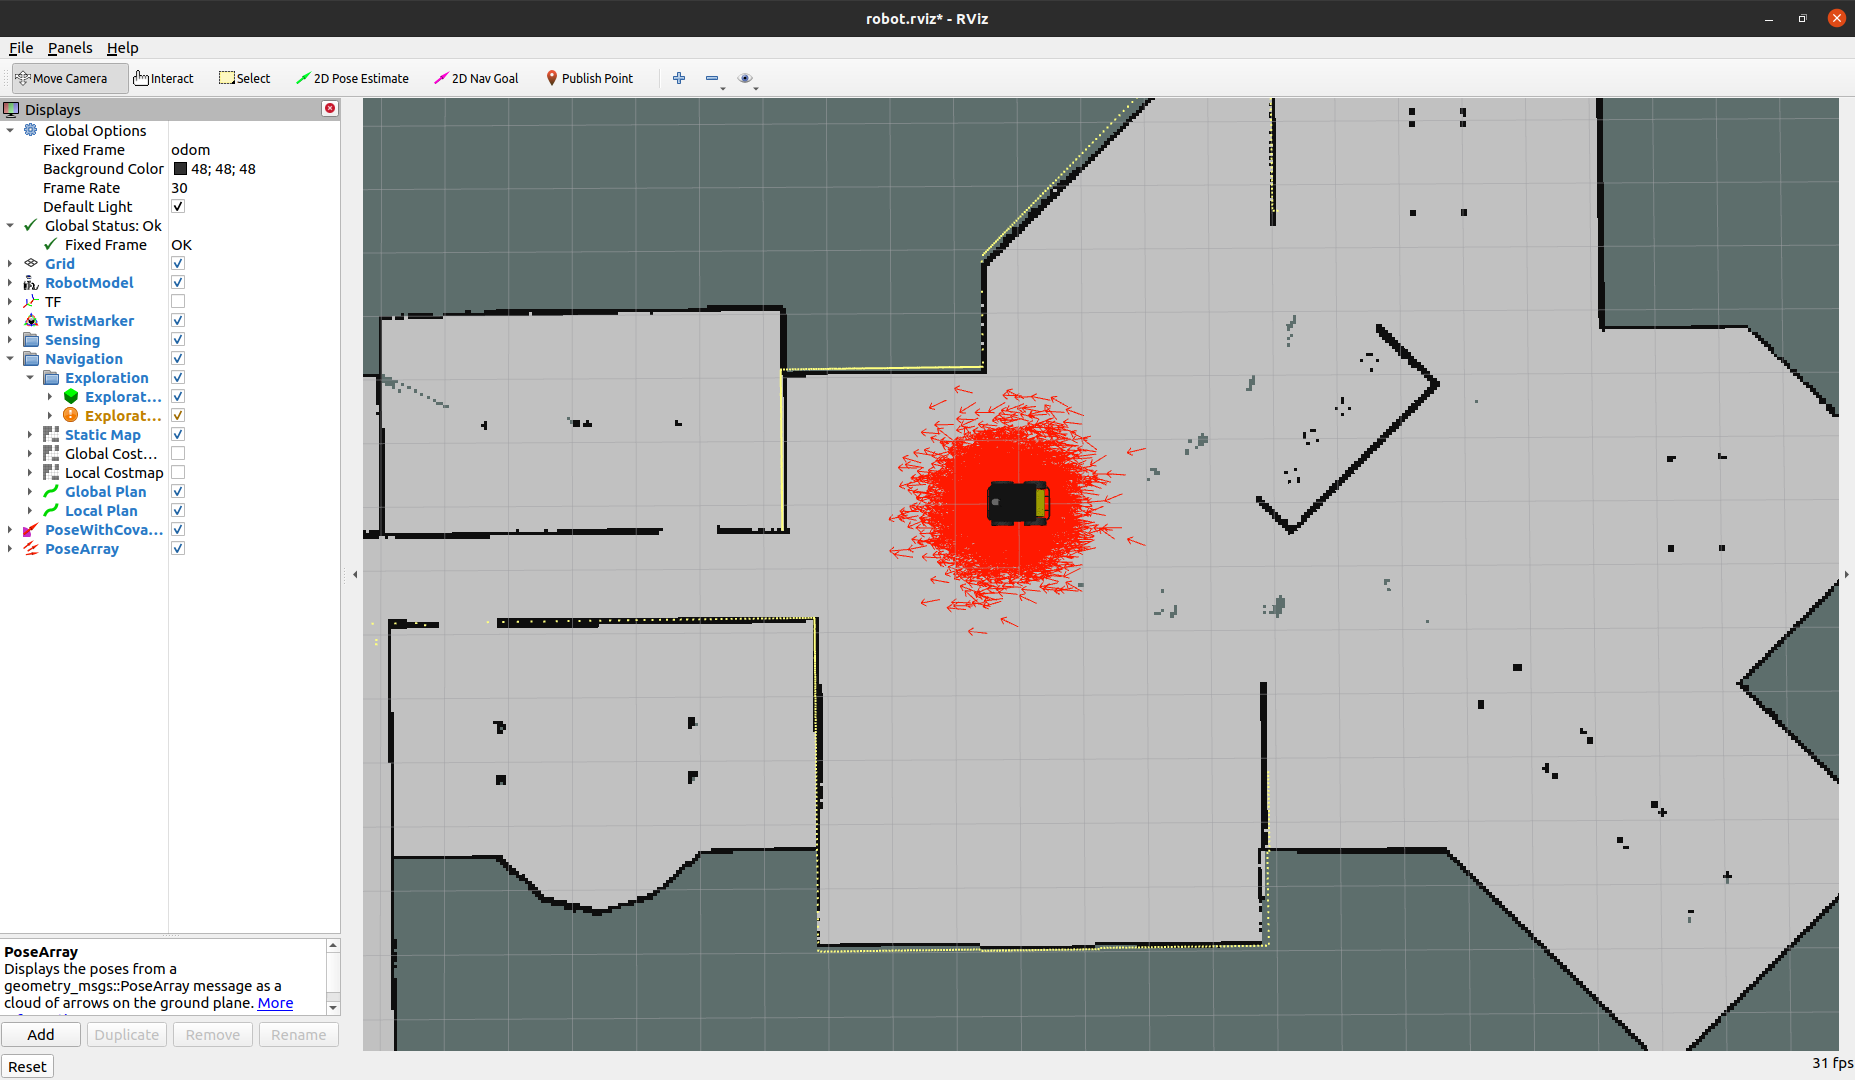 robot.rviz* - RViz
File Panels Help
Move Camera Interact Select 2D Pose Estimate 2D Nav Goal Publish Point
Displays
Global Options
Fixed Frame odom
Background Color 48; 48; 48
Frame Rate 30
Default Light
Global Status: Ok
Fixed Frame OK
Grid
RobotModel
TF
TwistMarker
Sensing
Navigation
Exploration
Explorat...
Explorat...
Static Map
Global Cost...
Local Costmap
Global Plan
Local Plan
PoseWithCova...
PoseArray
PoseArray
Displays the poses from a
geometry_msgs::PoseArray message as a
cloud of arrows on the ground plane. More
Add Duplicate Remove Rename
Reset
31 fps